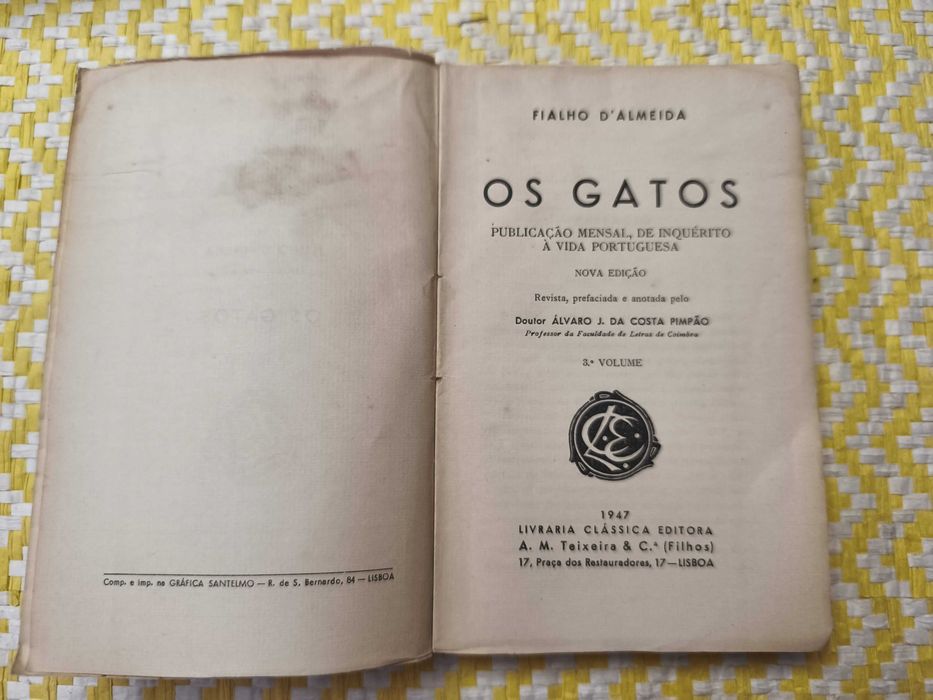 Comp. e imp. na GRÁFICA SANTELMO — R. de S. Bernardo, 84 — LISBOA
FIALHO D'ALMEIDA
OS GATOS
PUBLICAÇÃO MENSAL, DE INQUÉRITO
À VIDA PORTUGUESA
NOVA EDIÇÃO
Revista, prefaciada e anotada pelo
Doutor ÁLVARO J. DA COSTA PIMPÃO
Professor da Faculdade de Letras de Coimbra
3.º VOLUME
1947
LIVRARIA CLÁSSICA EDITORA
A. M. Teixeira & C.ª (Filhos)
17, Praça dos Restauradores, 17—LISBOA